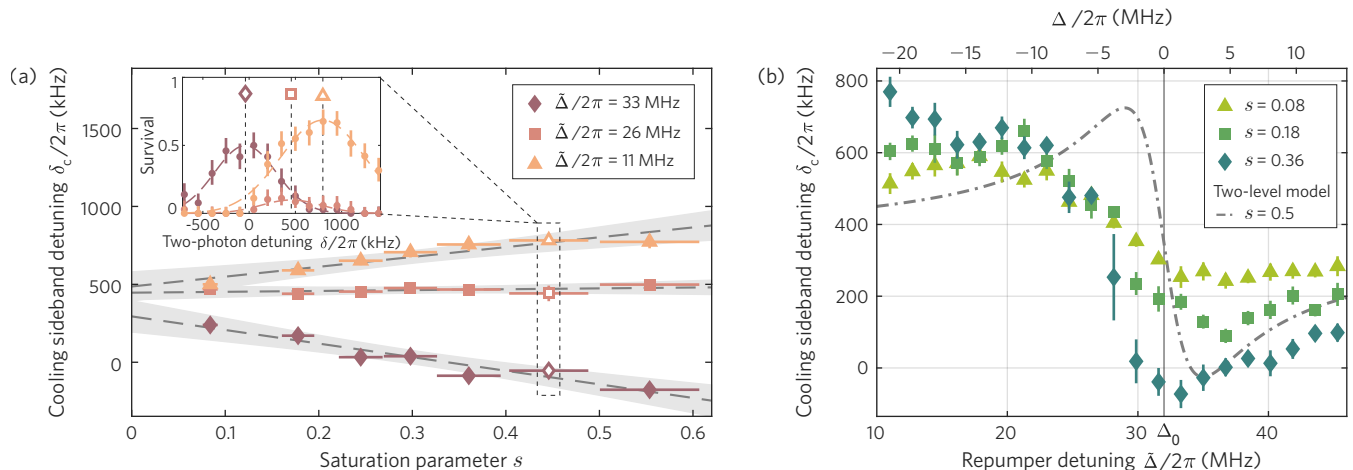 (a)
Cooling sideband detuning δ_c/2π (kHz)
1500
1000
500
0
0 0.1 0.2 0.3 0.4 0.5 0.6
Saturation parameter s
Survival
1
0.5
0
-500 0 500 1000
Two-photon detuning δ/2π (kHz)
Δ̃/2π = 33 MHz
Δ̃/2π = 26 MHz
Δ̃/2π = 11 MHz
(b)
Δ/2π (MHz)
−20 −15 −10 −5 0 5 10
Cooling sideband detuning δ_c/2π (kHz)
800
600
400
200
0
s = 0.08
s = 0.18
s = 0.36
Two-level model
s = 0.5
10 20 30 Δ₀ 40
Repumper detuning Δ̃/2π (MHz)